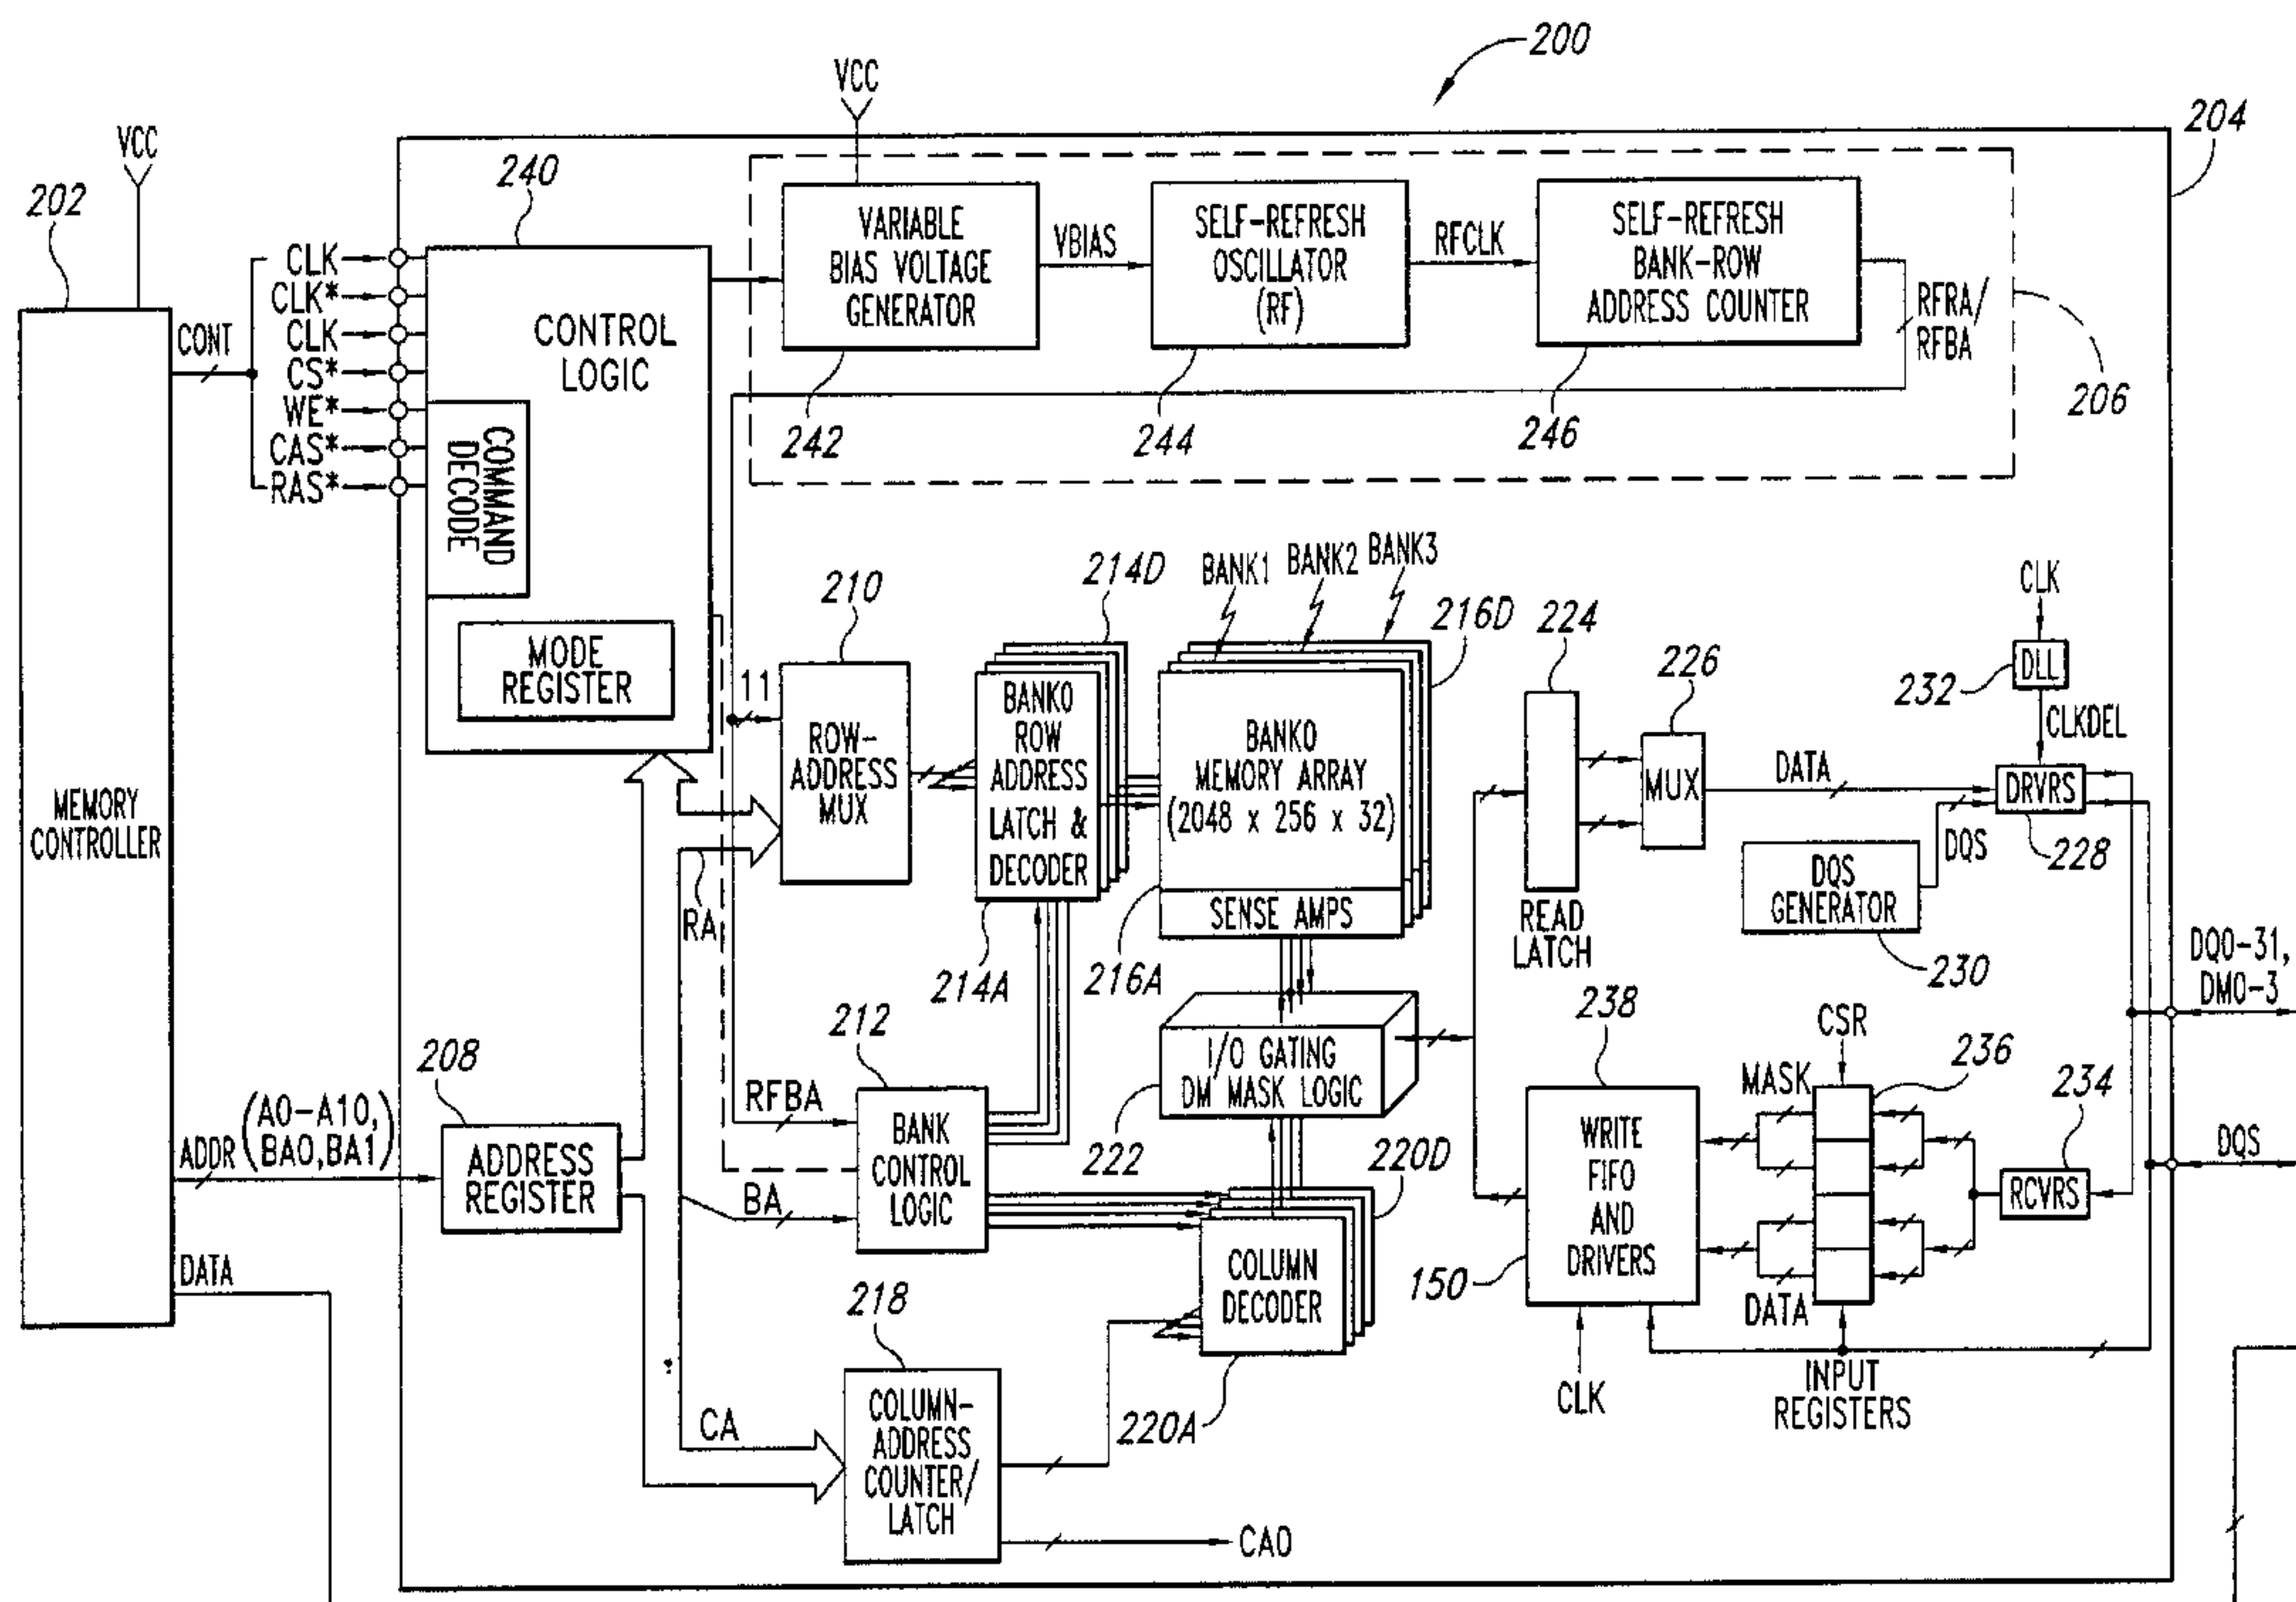 200
VCC
VCC
204
202
240
VARIABLE
BIAS VOLTAGE
GENERATOR
VBIAS
SELF-REFRESH
OSCILLATOR
(RF)
RFCLK
SELF-REFRESH
BANK-ROW
ADDRESS COUNTER
RFRA/
RFBA
206
242
244
246
CLK
CLK*
CLK
CS*
WE*
CAS*
RAS*
CONT
CONTROL
LOGIC
COMMAND
DECODE
MODE
REGISTER
MEMORY
CONTROLLER
210
11
ROW-
ADDRESS
MUX
RA
214D
BANK0
ROW
ADDRESS
LATCH &
DECODER
214A
BANK1
BANK2
BANK3
216D
BANK0
MEMORY ARRAY
(2048 x 256 x 32)
SENSE AMPS
216A
224
READ
LATCH
226
MUX
DATA
CLK
DLL
232
CLKDEL
DRVRS
228
DQS
DQS
GENERATOR
230
DQ0-31,
DM0-3
DQS
208
ADDR
(A0-A10,
BA0,BA1)
ADDRESS
REGISTER
DATA
212
RFBA
BA
BANK
CONTROL
LOGIC
I/O GATING
DM MASK LOGIC
222
220D
COLUMN
DECODER
220A
238
WRITE
FIFO
AND
DRIVERS
150
CLK
CSR
MASK
DATA
236
234
RCVRS
INPUT
REGISTERS
218
CA
COLUMN-
ADDRESS
COUNTER/
LATCH
CA0